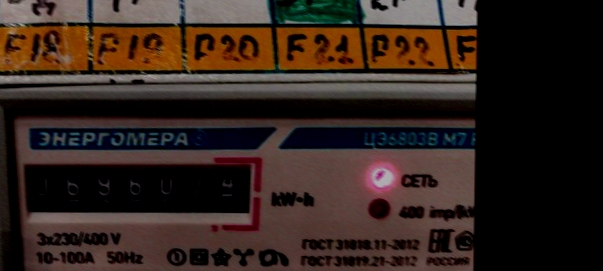 F18 F19 F20 F21 F22 F
ЭНЕРГОМЕРА ЦЭ6803В М7
kW·h
СЕТЬ
400 imp/
3x230/400 V
10-100A 50Hz
ГОСТ 31818.11-2012
ГОСТ 31819.21-2012
ЕАС
РОССИЯ